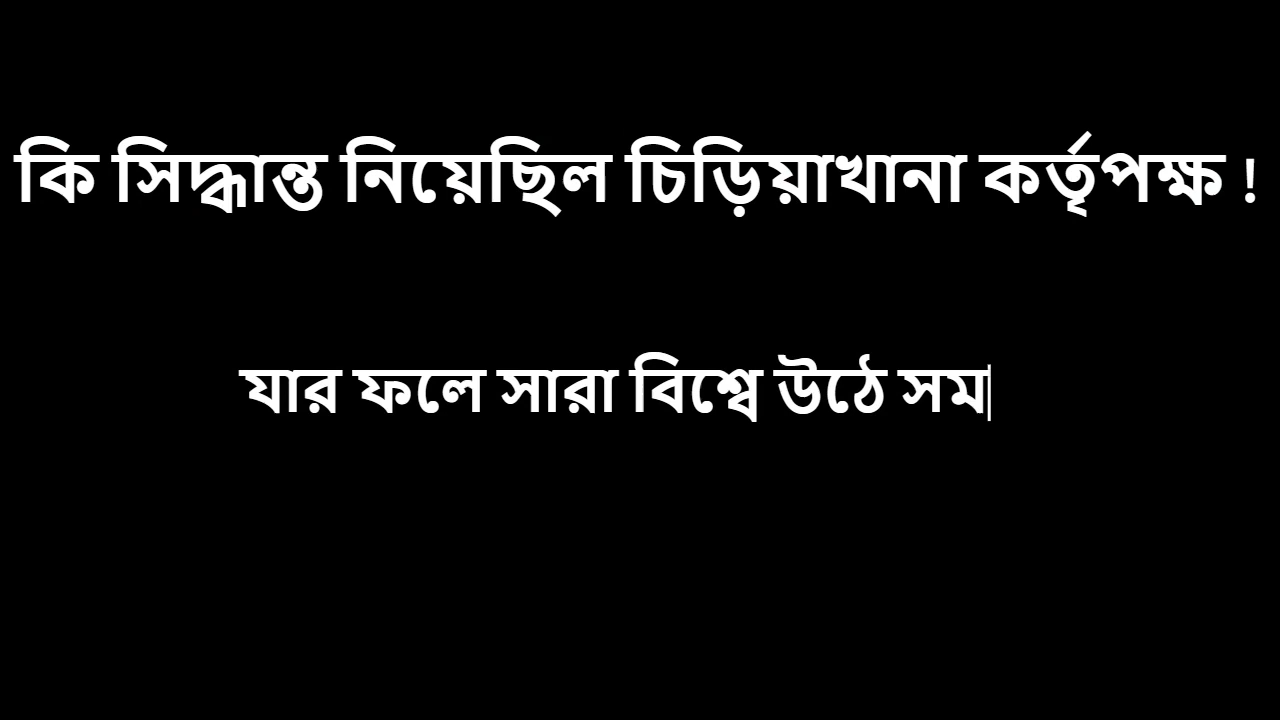 কি সিদ্ধান্ত নিয়েছিল চিড়িয়াখানা কর্তৃপক্ষ !
যার ফলে সারা বিশ্বে উঠে সম